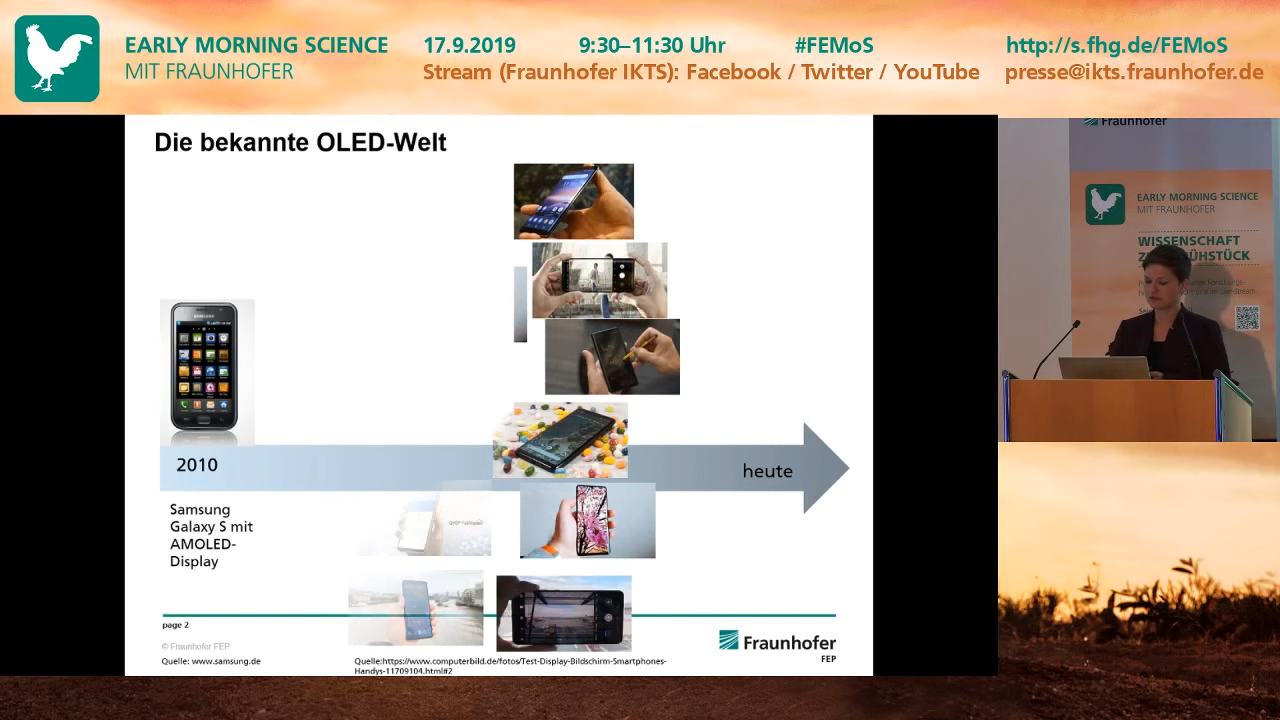 EARLY MORNING SCIENCE
MIT FRAUNHOFER
17.9.2019 9:30–11:30 Uhr #FEMoS http://s.fhg.de/FEMoS
Stream (Fraunhofer IKTS): Facebook / Twitter / YouTube presse@ikts.fraunhofer.de
Die bekannte OLED-Welt
SAMSUNG
2010
heute
Samsung
Galaxy S mit
AMOLED-
Display
page 2
© Fraunhofer FEP
Quelle: www.samsung.de
Quelle:https://www.computerbild.de/fotos/Test-Display-Bildschirm-Smartphones-
Handys-11709104.html#2
Fraunhofer
FEP
Fraunhofer
EARLY MORNING SCIENCE
MIT FRAUNHOFER
WISSENSCHAFT